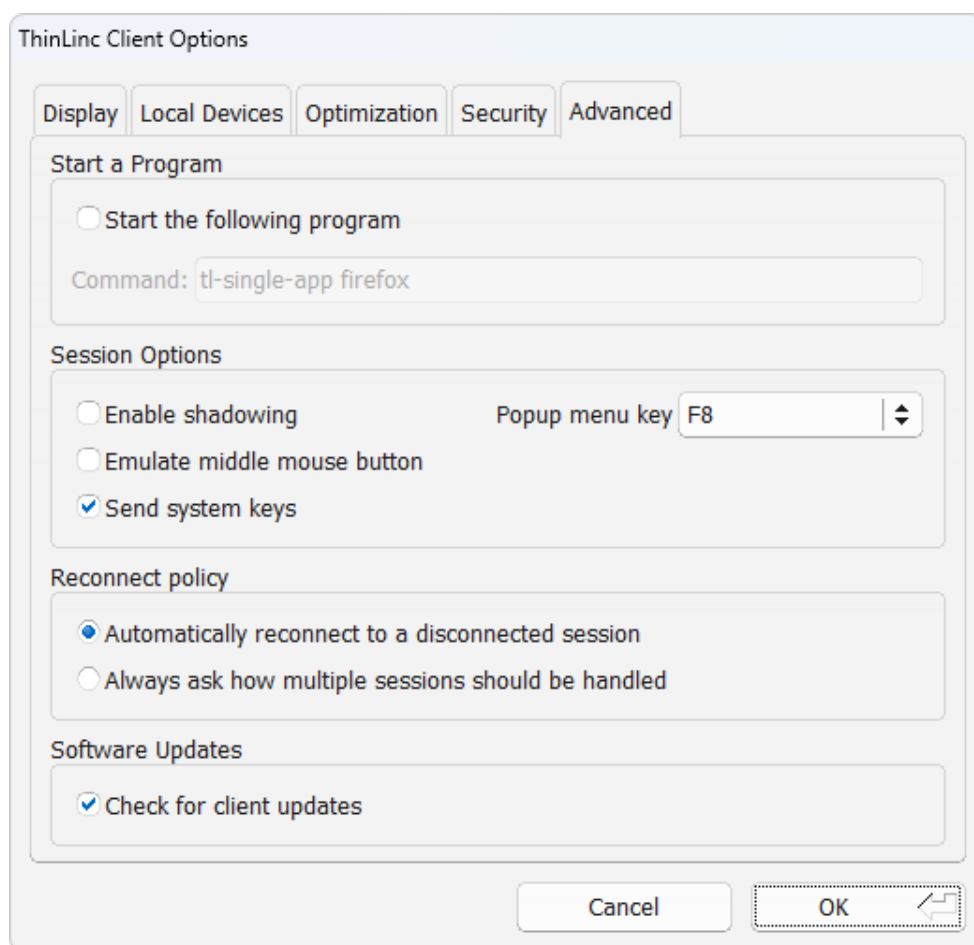 ThinLinc Client Options
Display Local Devices Optimization Security Advanced
Start a Program
Start the following program
Command: tl-single-app firefox
Session Options
Enable shadowing Popup menu key F8
Emulate middle mouse button
Send system keys
Reconnect policy
Automatically reconnect to a disconnected session
Always ask how multiple sessions should be handled
Software Updates
Check for client updates
Cancel OK